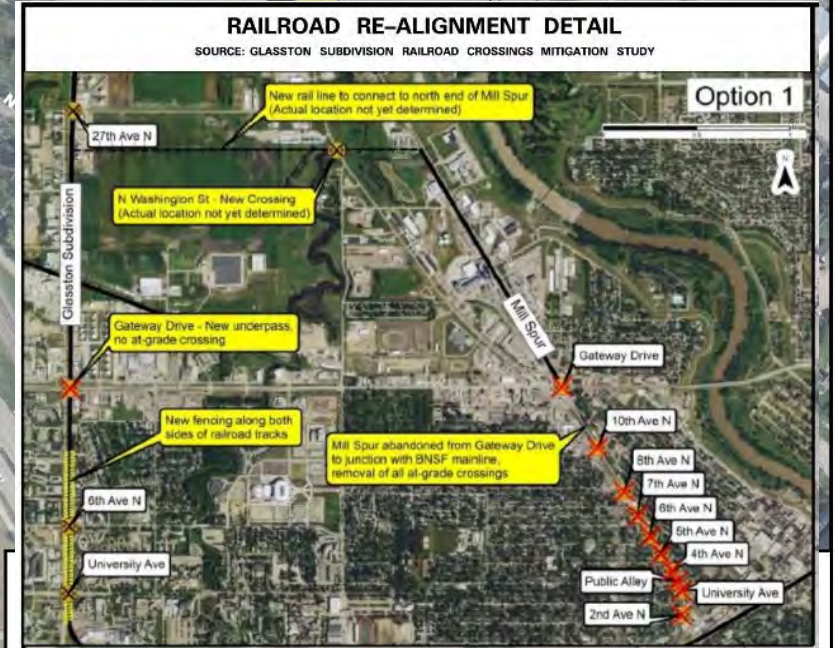 RAILROAD RE-ALIGNMENT DETAIL
SOURCE: GLASSTON SUBDIVISION RAILROAD CROSSINGS MITIGATION STUDY
Option 1
New rail line to connect to north end of Mill Spur
(Actual location not yet determined)
27th Ave N
N
N Washington St - New Crossing
(Actual location not yet determined)
Glasston Subdivision
Mill Spur
Gateway Drive - New underpass,
no at-grade crossing
Gateway Drive
New fencing along both
sides of railroad tracks
10th Ave N
Mill Spur abandoned from Gateway Drive
to junction with BNSF mainline,
removal of all at-grade crossings
8th Ave N
7th Ave N
6th Ave N
6th Ave N
5th Ave N
4th Ave N
University Ave
Public Alley
University Ave
2nd Ave N